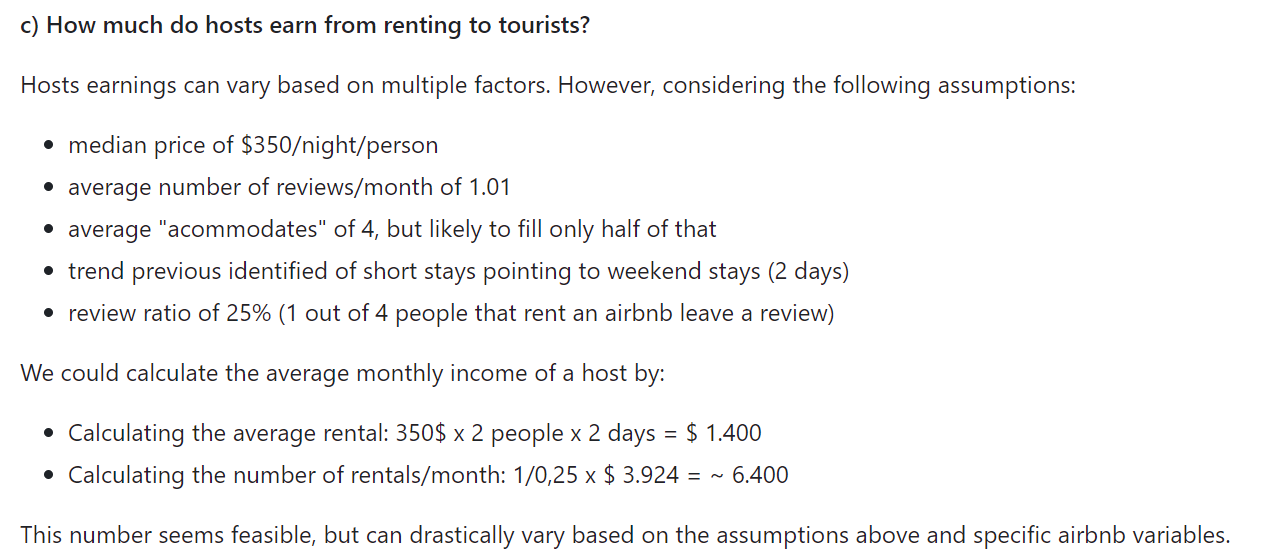 c) How much do hosts earn from renting to tourists?
Hosts earnings can vary based on multiple factors. However, considering the following assumptions:
• median price of $350/night/person
• average number of reviews/month of 1.01
• average "acommodates" of 4, but likely to fill only half of that
• trend previous identified of short stays pointing to weekend stays (2 days)
• review ratio of 25% (1 out of 4 people that rent an airbnb leave a review)
We could calculate the average monthly income of a host by:
• Calculating the average rental: 350$ x 2 people x 2 days = $ 1.400
• Calculating the number of rentals/month: 1/0,25 x $ 3.924 = ~ 6.400
This number seems feasible, but can drastically vary based on the assumptions above and specific airbnb variables.